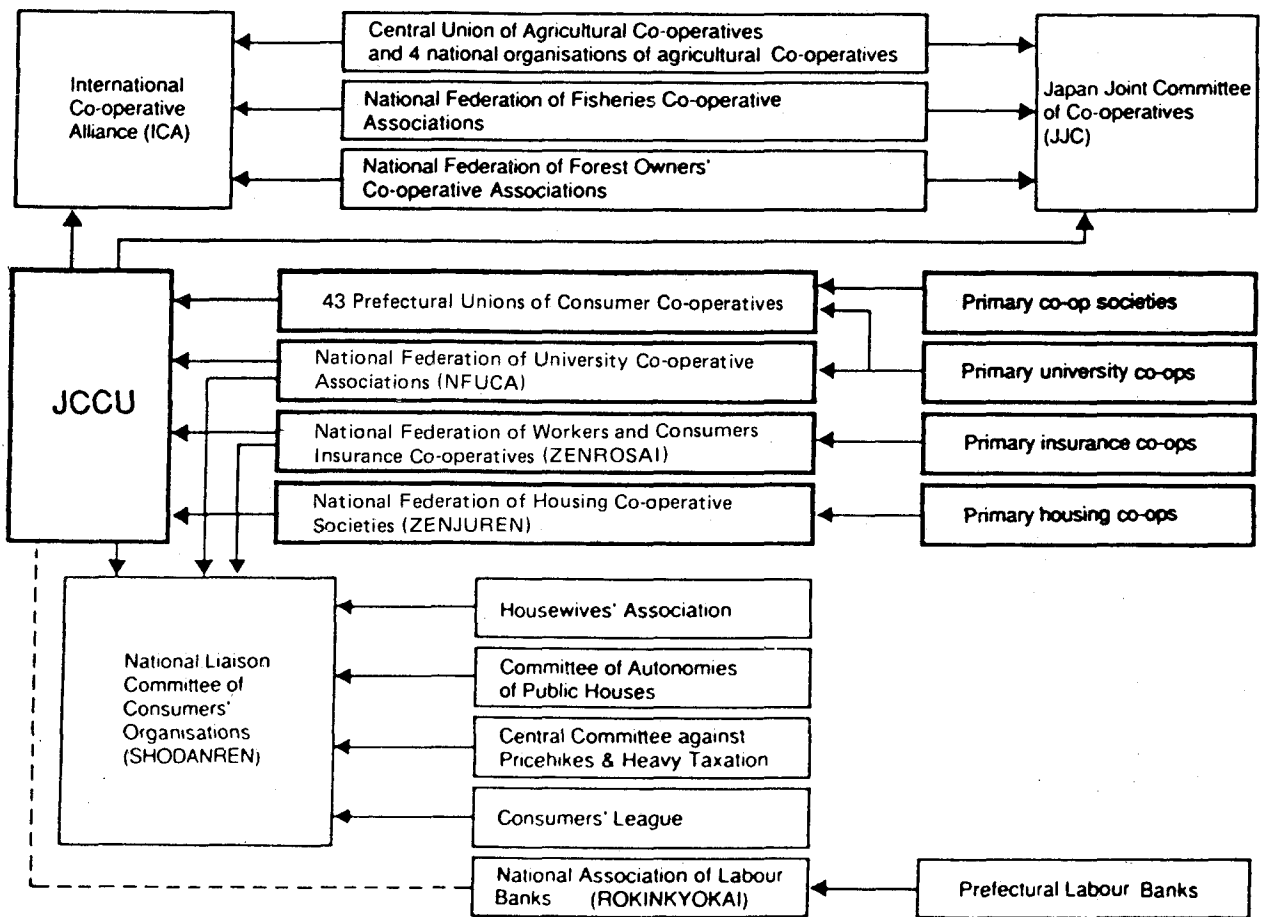 International
Co-operative
Alliance (ICA)
Central Union of Agricultural Co-operatives
and 4 national organisations of agricultural Co-operatives
National Federation of Fisheries Co-operative
Associations
National Federation of Forest Owners'
Co-operative Associations
Japan Joint Committee
of Co-operatives
(JJC)
JCCU
43 Prefectural Unions of Consumer Co-operatives
National Federation of University Co-operative
Associations (NFUCA)
National Federation of Workers and Consumers
Insurance Co-operatives (ZENROSAI)
National Federation of Housing Co-operative
Societies (ZENJUREN)
Primary co-op societies
Primary university co-ops
Primary insurance co-ops
Primary housing co-ops
National Liaison
Committee of
Consumers'
Organisations
(SHODANREN)
Housewives' Association
Committee of Autonomies
of Public Houses
Central Committee against
Pricehikes & Heavy Taxation
Consumers' League
National Association of Labour
Banks (ROKINKYOKAI)
Prefectural Labour Banks